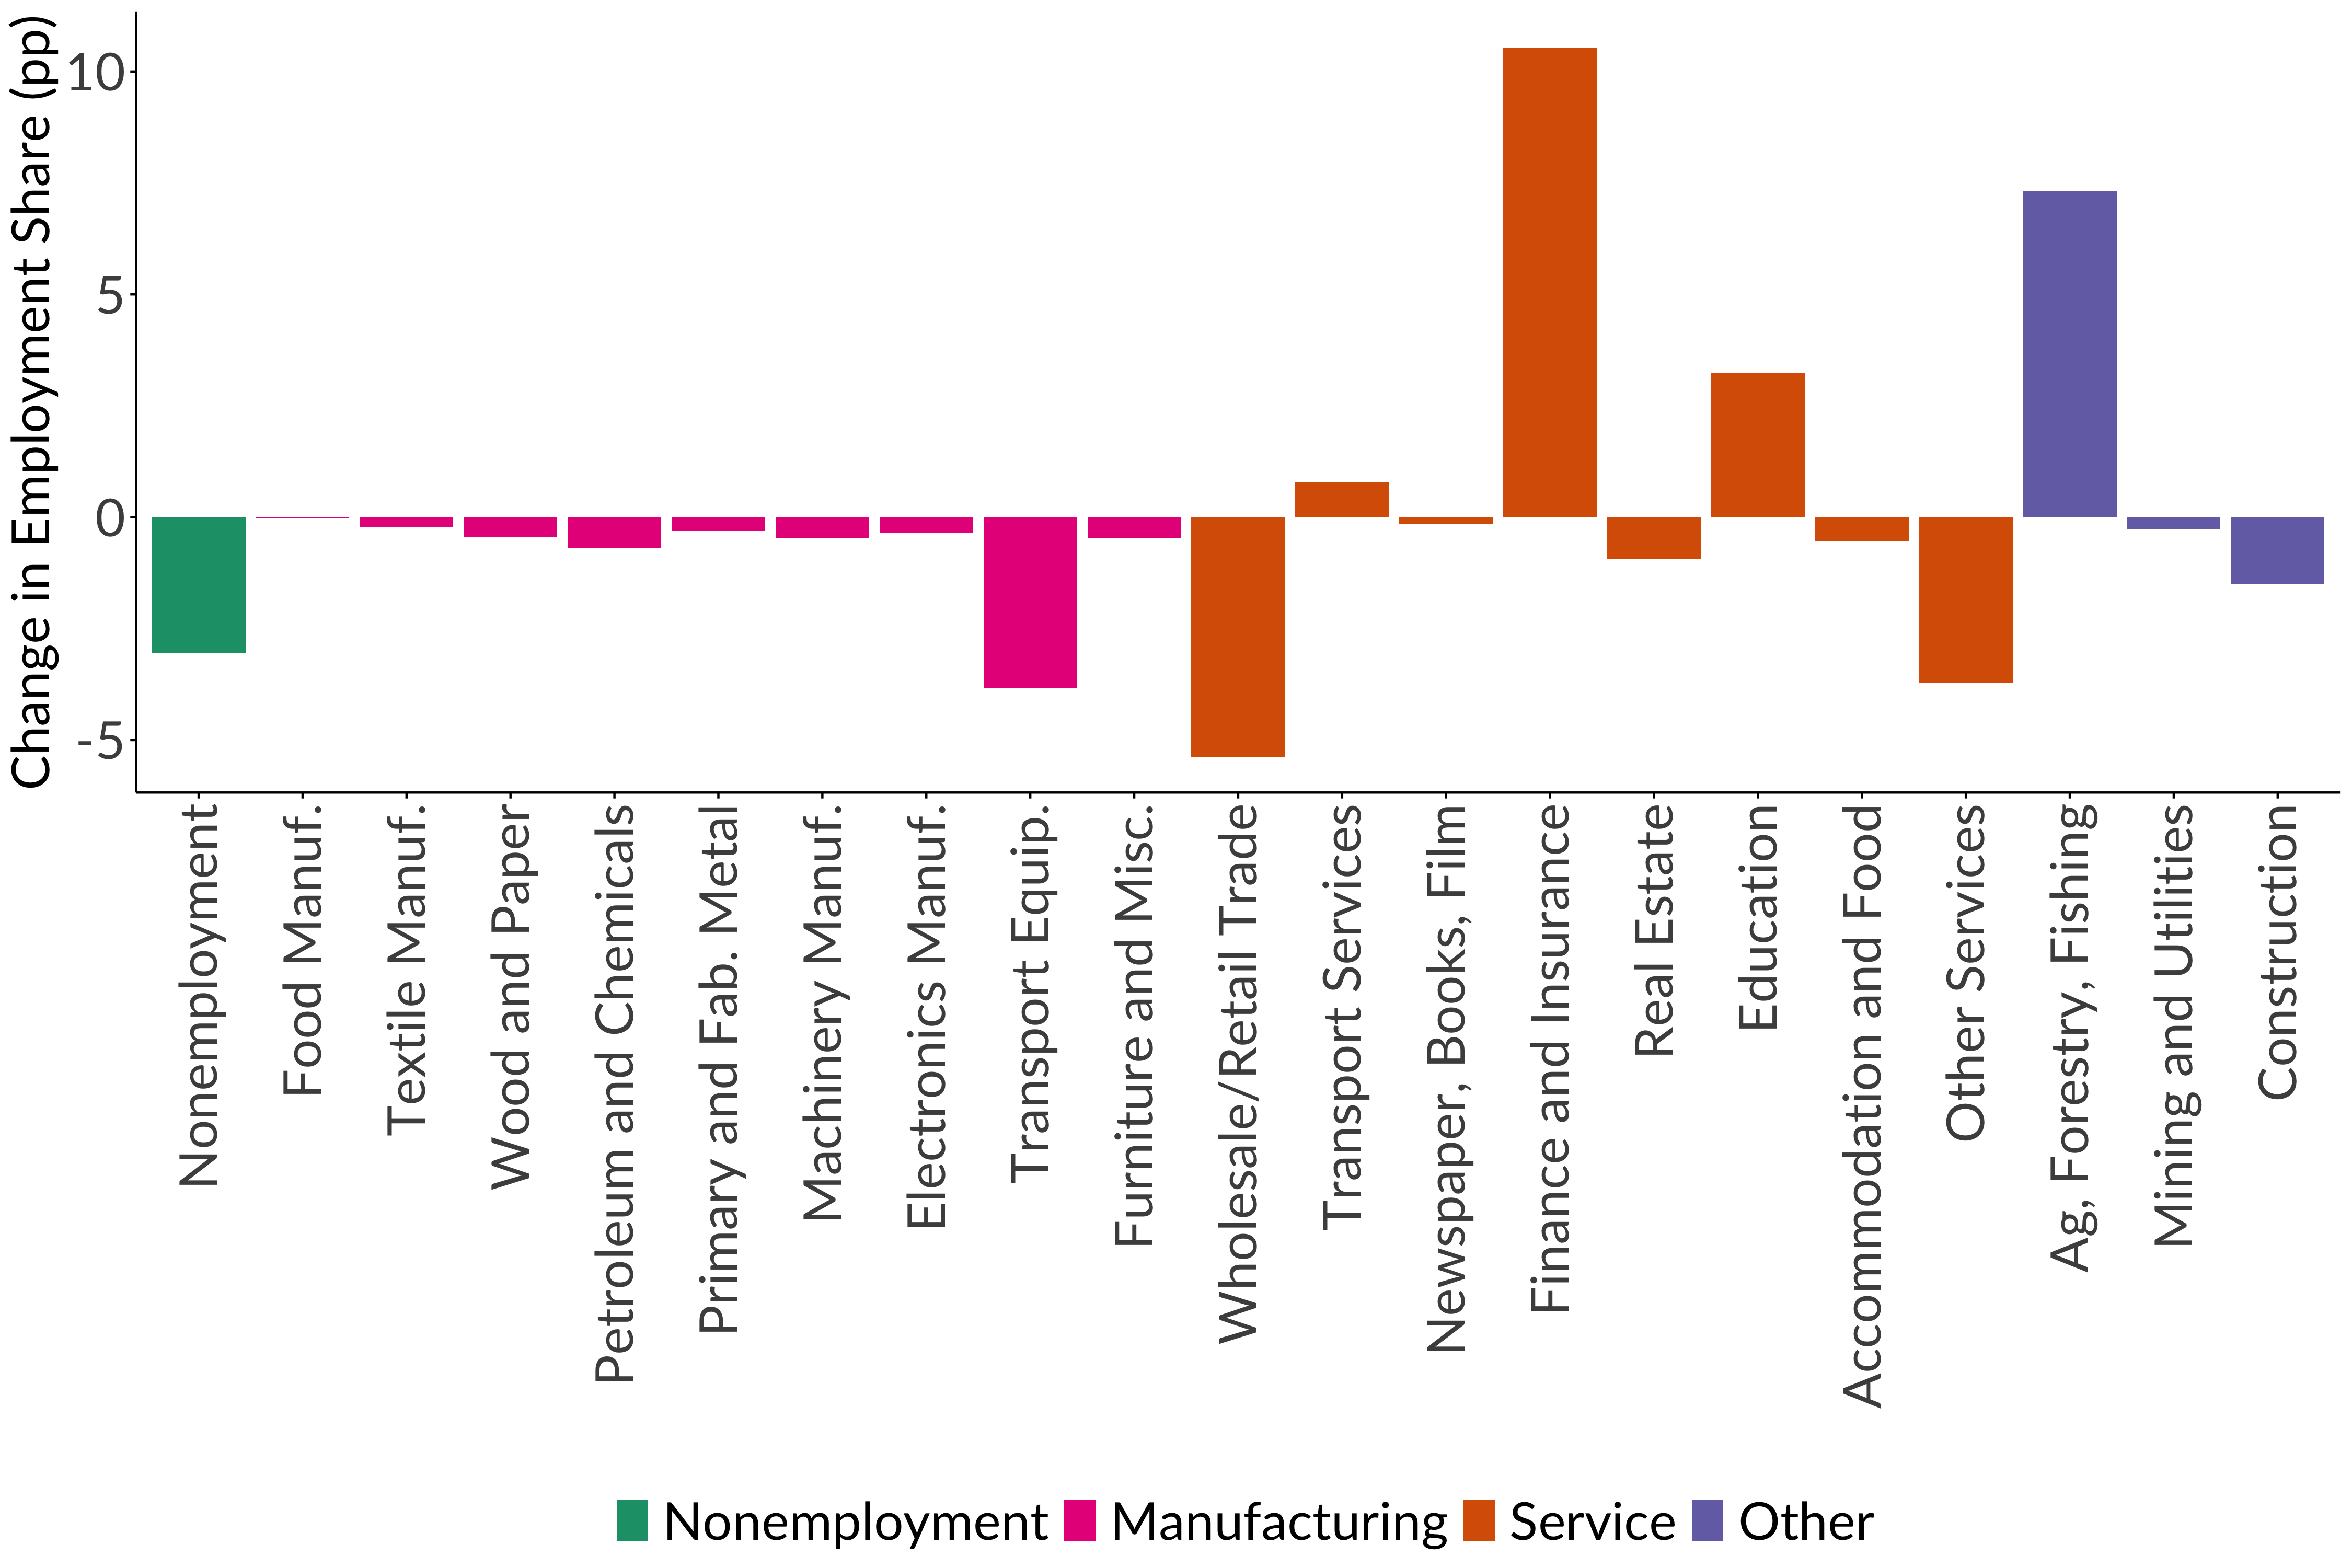 Change in Employment Share (pp)
10
5
0
-5
Nonemployment
Food Manuf.
Textile Manuf.
Wood and Paper
Petroleum and Chemicals
Primary and Fab. Metal
Machinery Manuf.
Electronics Manuf.
Transport Equip.
Furniture and Misc.
Wholesale/Retail Trade
Transport Services
Newspaper, Books, Film
Finance and Insurance
Real Estate
Education
Accommodation and Food
Other Services
Ag, Forestry, Fishing
Mining and Utilities
Construction
Nonemployment Manufacturing Service Other